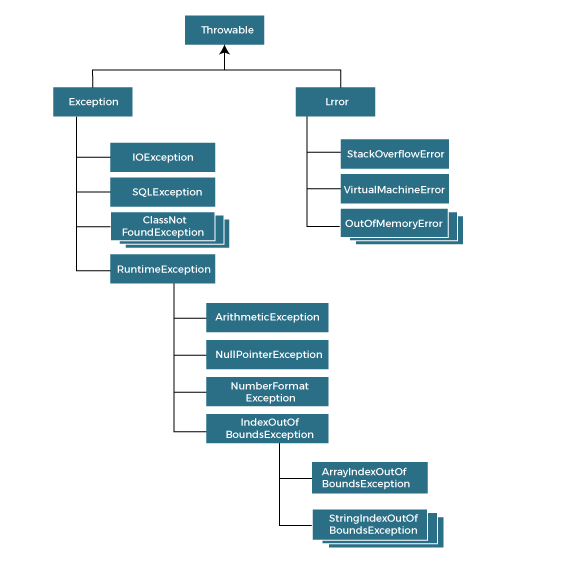 Throwable
Exception
Lrror
IOException
StackOverflowError
SQLException
VirtualMachineError
ClassNot
FoundException
OutOfMemoryError
RuntimeException
ArithmeticException
NullPointerException
NumberFormat
Exception
IndexOutOf
BoundsException
ArrayIndexOutOf
BoundsException
StringIndexOutOf
BoundsException